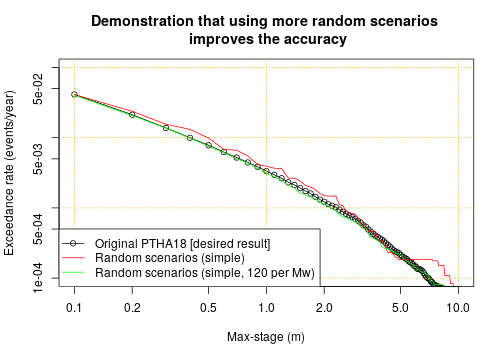 Demonstration that using more random scenarios
improves the accuracy
Exceedance rate (events/year)
5e-02
5e-03
5e-04
1e-04
Original PTHA18 [desired result]
Random scenarios (simple)
Random scenarios (simple, 120 per Mw)
0.1 0.2 0.5 1.0 2.0 5.0 10.0
Max-stage (m)